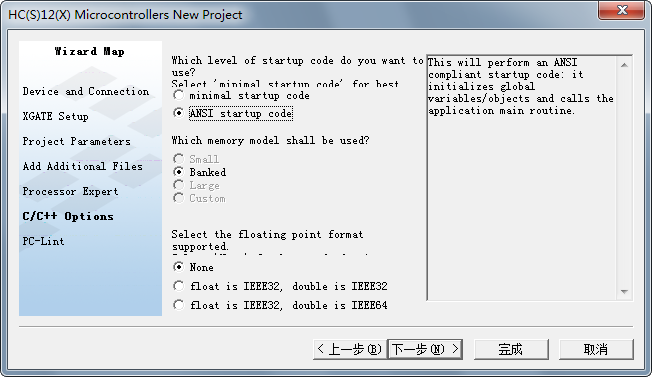 HC(S)12(X) Microcontrollers New Project
Wizard Map
Device and Connection
XGATE Setup
Project Parameters
Add Additional Files
Processor Expert
C/C++ Options
PC-Lint
Which level of startup code do you want to
use?
Select 'minimal startup code' for best
minimal startup code
ANSI startup code
Which memory model shall be used?
Small
Banked
Large
Custom
Select the floating point format
supported.
None
float is IEEE32, double is IEEE32
float is IEEE32, double is IEEE64
This will perform an ANSI
compliant startup code: it
initializes global
variables/objects and calls the
application main routine.
< 上一步(B)
下一步(N) >
完成
取消